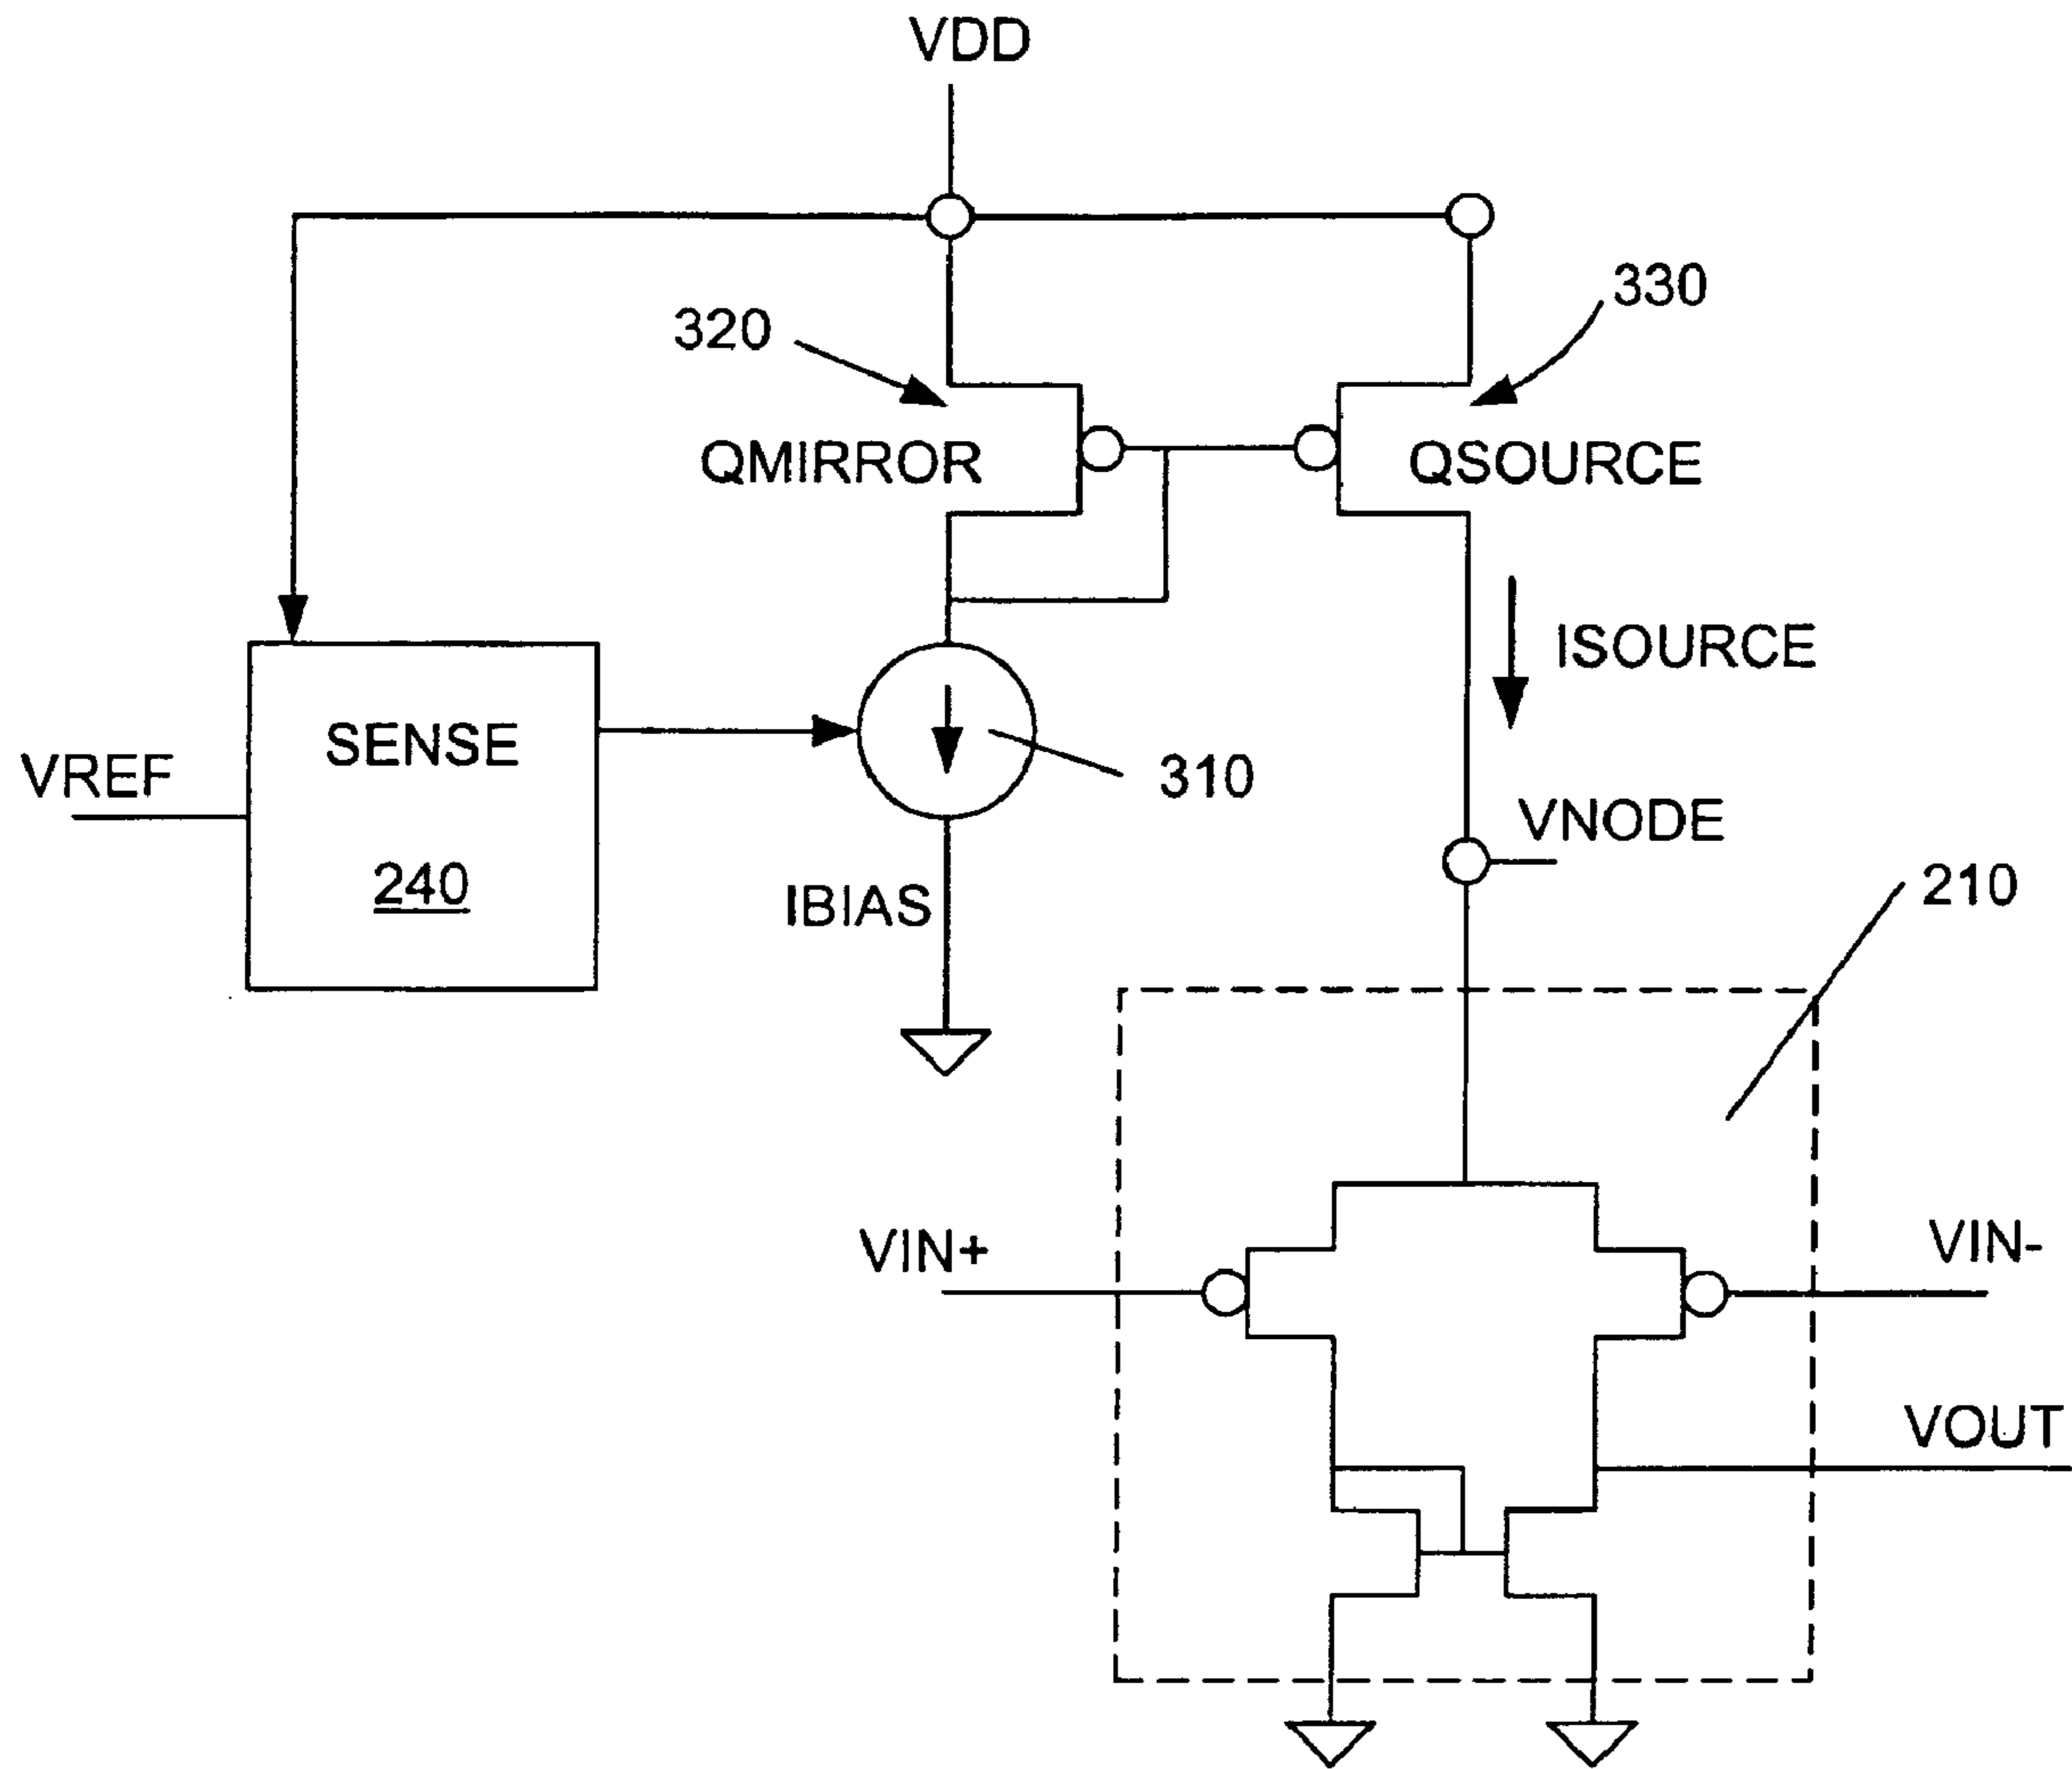 VDD
330
320
QMIRROR
QSOURCE
ISOURCE
SENSE
VREF
310
VNODE
240
IBIAS
210
VIN+
VIN-
VOUT